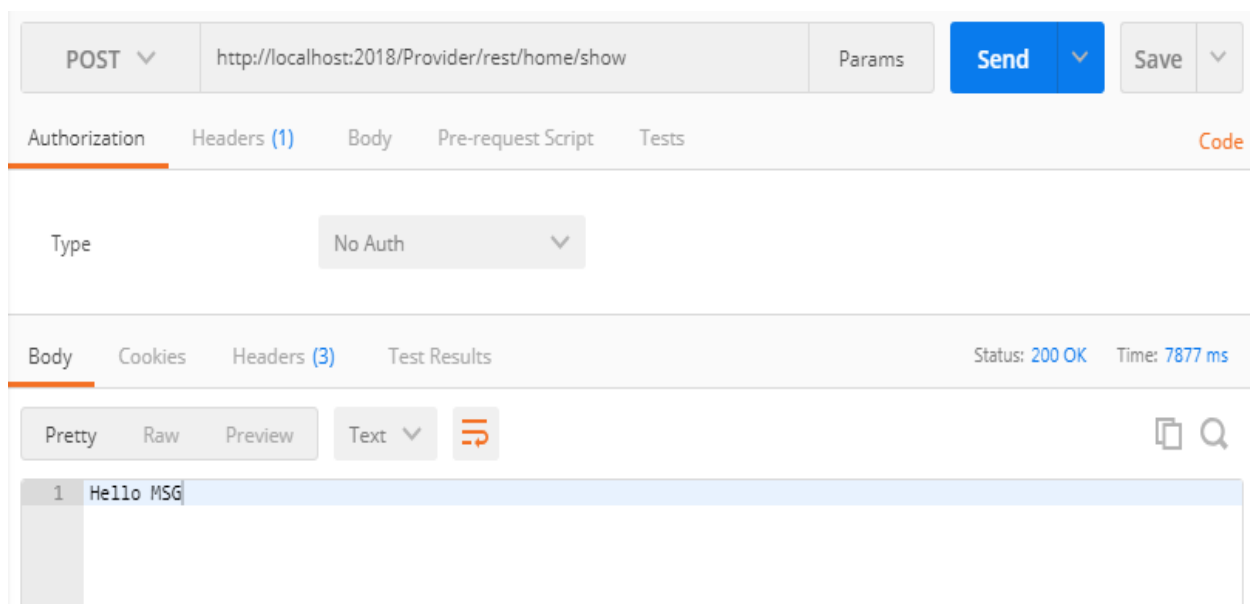 POST http://localhost:2018/Provider/rest/home/show Params Send Save
Authorization Headers (1) Body Pre-request Script Tests Code
Type No Auth
Body Cookies Headers (3) Test Results Status: 200 OK Time: 7877 ms
Pretty Raw Preview Text
1 Hello MSG